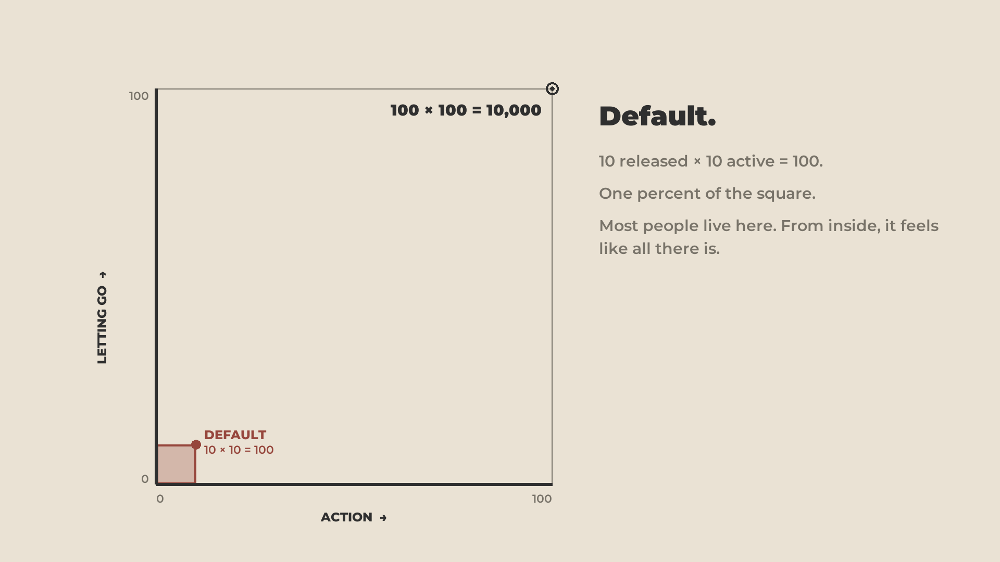 100
100 × 100 = 10,000
Default.
10 released × 10 active = 100.
One percent of the square.
Most people live here. From inside, it feels
like all there is.
LETTING GO →
DEFAULT
10 × 10 = 100
0
0
100
ACTION →